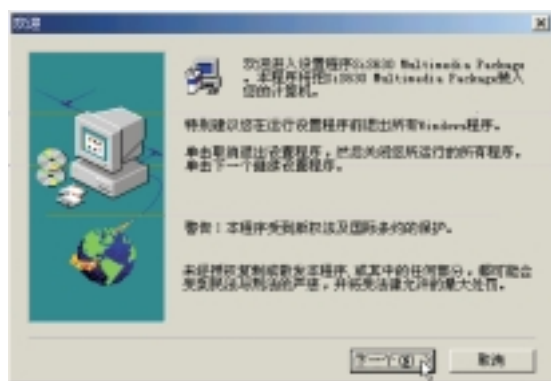 欢迎
欢迎进入设置程序SiS630 Multimedia Package
。本程序将把SiS630 Multimedia Package装入
您的计算机。
特别建议您在运行设置程序前退出所有Windows程序。
单击取消退出设置程序，然后关闭您所运行的所有程序。
单击下一个继续设置程序。
警告：本程序受到版权法及国际条约的保护。
未经授权复制或散发本程序 或其中的任何部分，都可能会
受到民法与刑法的严惩，并将受法律允许的最大处罚。
下一个 取消